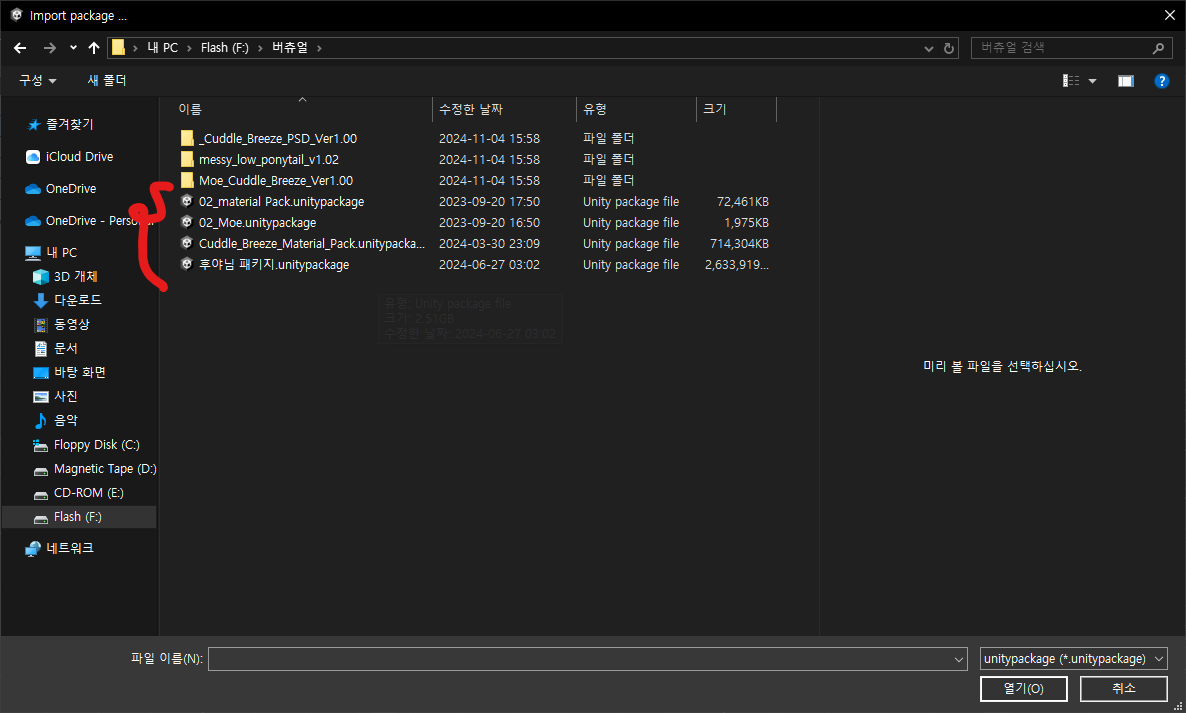 Import package ...
내 PC > Flash (F:) > 버츄얼 >
버츄얼 검색
구성 새 폴더
이름 수정한 날짜 유형 크기
즐겨찾기
iCloud Drive
OneDrive
OneDrive - Perso
내 PC
3D 개체
다운로드
동영상
문서
바탕 화면
사진
음악
Floppy Disk (C:)
Magnetic Tape (D:)
CD-ROM (E:)
Flash (F:)
네트워크
_Cuddle_Breeze_PSD_Ver1.00 2024-11-04 15:58 파일 폴더
messy_low_ponytail_v1.02 2024-11-04 15:58 파일 폴더
Moe_Cuddle_Breeze_Ver1.00 2024-11-04 15:58 파일 폴더
02_material Pack.unitypackage 2023-09-20 17:50 Unity package file 72,461KB
02_Moe.unitypackage 2023-09-20 16:50 Unity package file 1,975KB
Cuddle_Breeze_Material_Pack.unitypacka... 2024-03-30 23:09 Unity package file 714,304KB
후야님 패키지.unitypackage 2024-06-27 03:02 Unity package file 2,633,919...
유형: Unity package file
크기: 2.51GB
수정한 날짜: 2024-06-27 03:02
미리 볼 파일을 선택하십시오.
파일 이름(N):
unitypackage (*.unitypackage)
열기(O) 취소